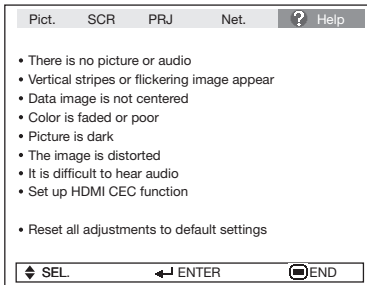 Pict. SCR PRJ Net. ? Help
• There is no picture or audio
• Vertical stripes or flickering image appear
• Data image is not centered
• Color is faded or poor
• Picture is dark
• The image is distorted
• It is difficult to hear audio
• Set up HDMI CEC function
• Reset all adjustments to default settings
SEL. ENTER END